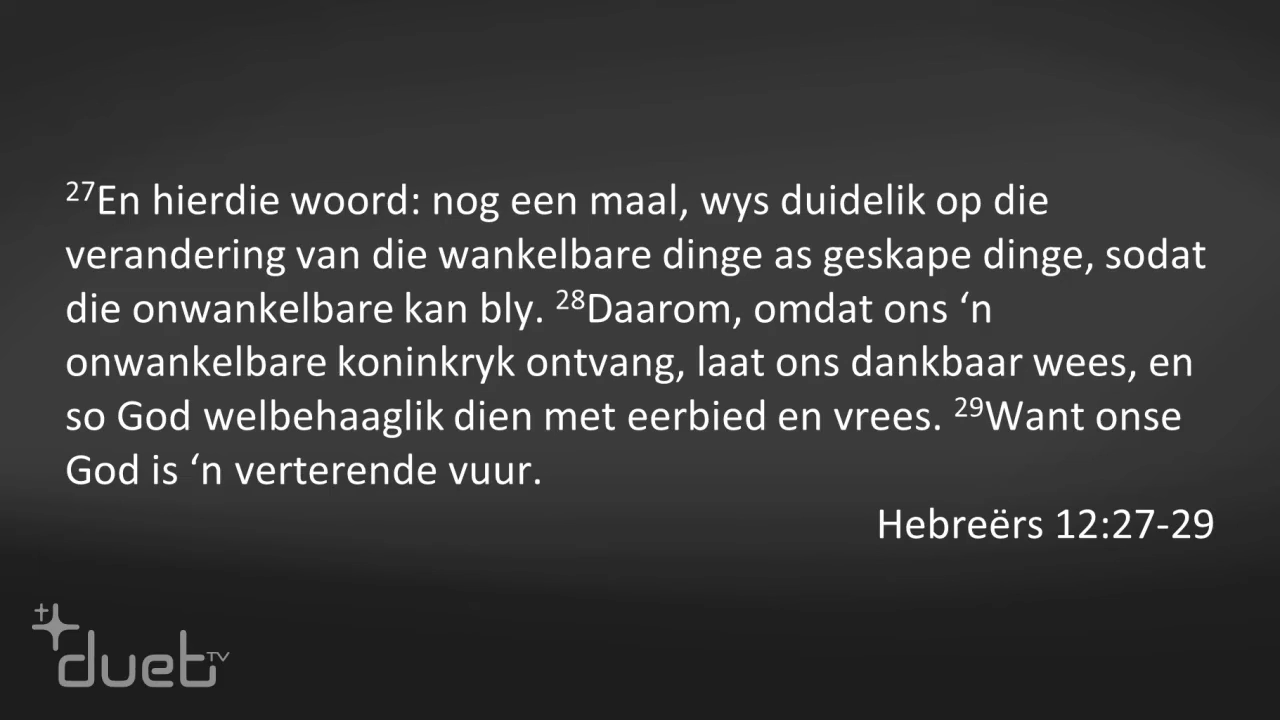 ²⁷En hierdie woord: nog een maal, wys duidelik op die
verandering van die wankelbare dinge as geskape dinge, sodat
die onwankelbare kan bly. ²⁸Daarom, omdat ons ‘n
onwankelbare koninkryk ontvang, laat ons dankbaar wees, en
so God welbehaaglik dien met eerbied en vrees. ²⁹Want onse
God is ‘n verterende vuur.
Hebreërs 12:27-29
duet TV